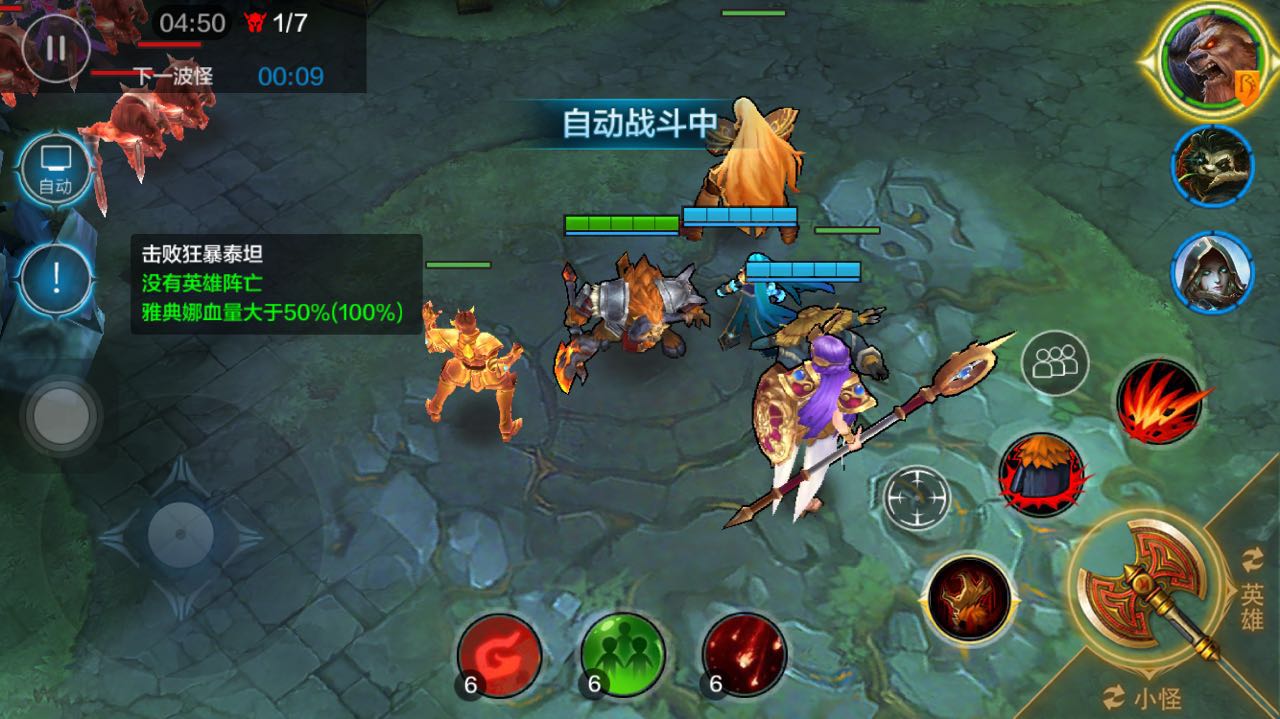 04:50 1/7
下一波怪 00:09
自动战斗中
自动
击败狂暴泰坦
没有英雄阵亡
雅典娜血量大于50%(100%)
6
6
6
英雄
小怪